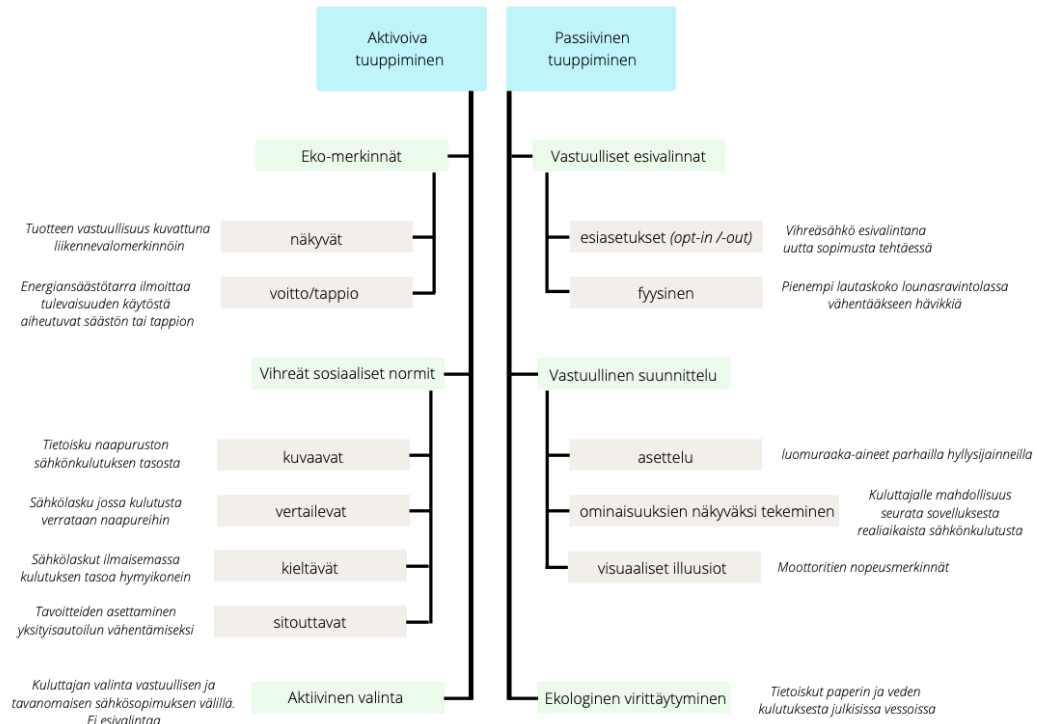 Aktivoiva
tuuppiminen
Passiivinen
tuuppiminen
Eko-merkinnät
Tuotteen vastuullisuus kuvattuna
liikennevalomerkinnöin
näkyvät
Energiansäästötarra ilmoittaa
tulevaisuuden käytöstä
aiheutuvat säästön tai tappion
voitto/tappio
Vihreät sosiaaliset normit
Tietoisku naapuruston
sähkönkulutuksen tasosta
kuvaavat
Sähkölasku jossa kulutusta
verrataan naapureihin
vertailevat
Sähkölaskut ilmaisemassa
kulutuksen tasoa hymyikonein
kieltävät
Tavoitteiden asettaminen
yksityisautoilun vähentämiseksi
sitouttavat
Kuluttajan valinta vastuullisen ja
tavanomaisen sähkösopimuksen välillä.
Ei esivalintaa
Aktiivinen valinta
Vastuulliset esivalinnat
esiasetukset (opt-in /-out)
Vihreäsähkö esivalintana
uutta sopimusta tehtäessä
fyysinen
Pienempi lautaskoko lounasravintolassa
vähentääkseen hävikkiä
Vastuullinen suunnittelu
asettelu
luomuraaka-aineet parhailla hyllysijainneilla
ominaisuuksien näkyväksi tekeminen
Kuluttajalle mahdollisuus
seurata sovelluksesta
realiaikaista sähkönkulutusta
visuaaliset illuusiot
Moottoritien nopeusmerkinnät
Ekologinen virittäytyminen
Tietoiskut paperin ja veden
kulutuksesta julkisissa vessoissa